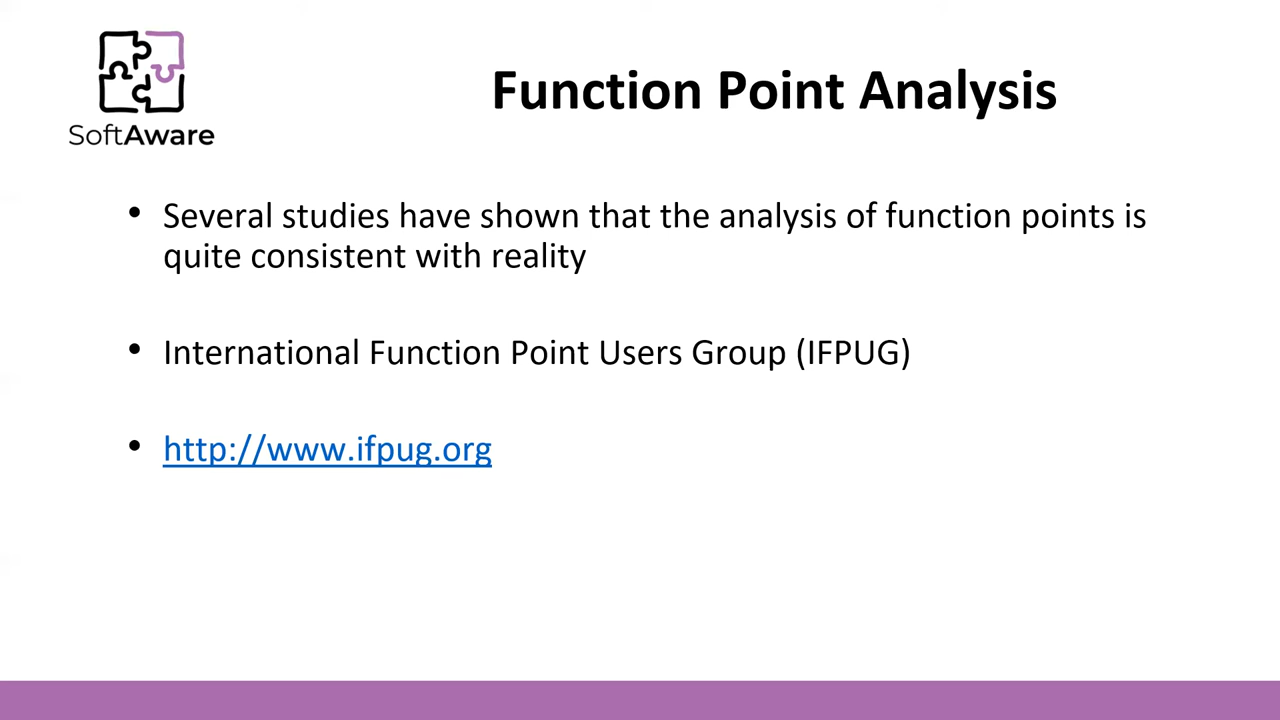 SoftAware
Function Point Analysis
• Several studies have shown that the analysis of function points is
quite consistent with reality
• International Function Point Users Group (IFPUG)
• http://www.ifpug.org